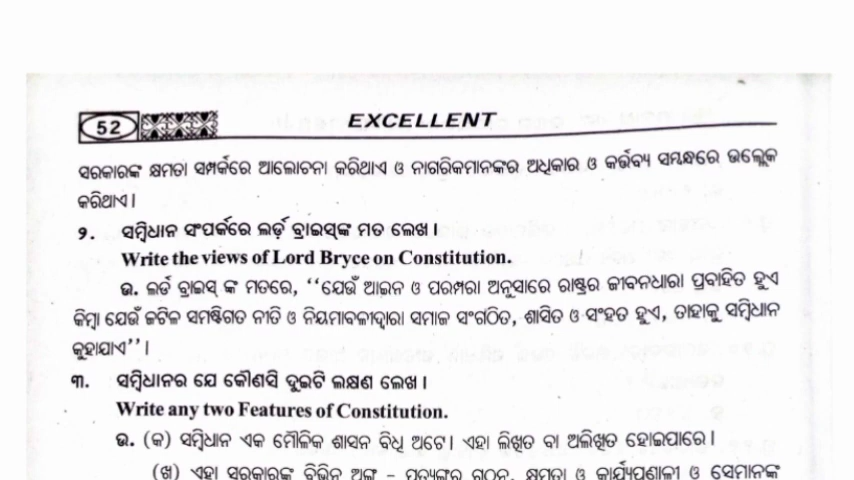 52
EXCELLENT
ସରକାରଙ୍କ କ୍ଷମତା ସମ୍ପର୍କରେ ଆଲୋଚନା କରିଥାଏ ଓ ନାଗରିକମାନଙ୍କର ଅଧିକାର ଓ କର୍ତ୍ତବ୍ୟ ସମ୍ବନ୍ଧରେ ଉଲ୍ଲେକ
କରିଥାଏ।
୨. ସମ୍ବିଧାନ ସଂପର୍କରେ ଲର୍ଡ଼ ବ୍ରାଇସ୍‌ଙ୍କ ମତ ଲେଖ।
Write the views of Lord Bryce on Constitution.
ଉ. ଲର୍ଡ ବ୍ରାଇସ୍ ଙ୍କ ମତରେ, ‘‘ଯେଉଁ ଆଇନ ଓ ପରମ୍ପରା ଅନୁସାରେ ରାଷ୍ଟ୍ରର ଜୀବନଧାରା ପ୍ରବାହିତ ହୁଏ
କିମ୍ବା ଯେଉଁ ଜଟିଳ ସମଷ୍ଟିଗତ ନୀତି ଓ ନିୟମାବଳୀଦ୍ଵାରା ସମାଜ ସଂଗଠିତ, ଶାସିତ ଓ ସଂହତ ହୁଏ, ତାହାକୁ ସମ୍ବିଧାନ
କୁହାଯାଏ’’।
୩. ସମ୍ବିଧାନର ଯେ କୌଣସି ଦୁଇଟି ଲକ୍ଷଣ ଲେଖ।
Write any two Features of Constitution.
ଉ. (କ) ସମ୍ବିଧାନ ଏକ ମୌଳିକ ଶାସନ ବିଧି ଅଟେ। ଏହା ଲିଖିତ ବା ଅଲିଖିତ ହୋଇପାରେ।
(ଖ) ଏହା ସରକାରଙ୍କ ବିଭିନ୍ନ ଅଙ୍ଗ – ପ୍ରତ୍ୟଙ୍ଗର ଗଠନ, କ୍ଷମତା ଓ କାର୍ଯ୍ୟପ୍ରଣାଳୀ ଓ ସେମାନଙ୍କ